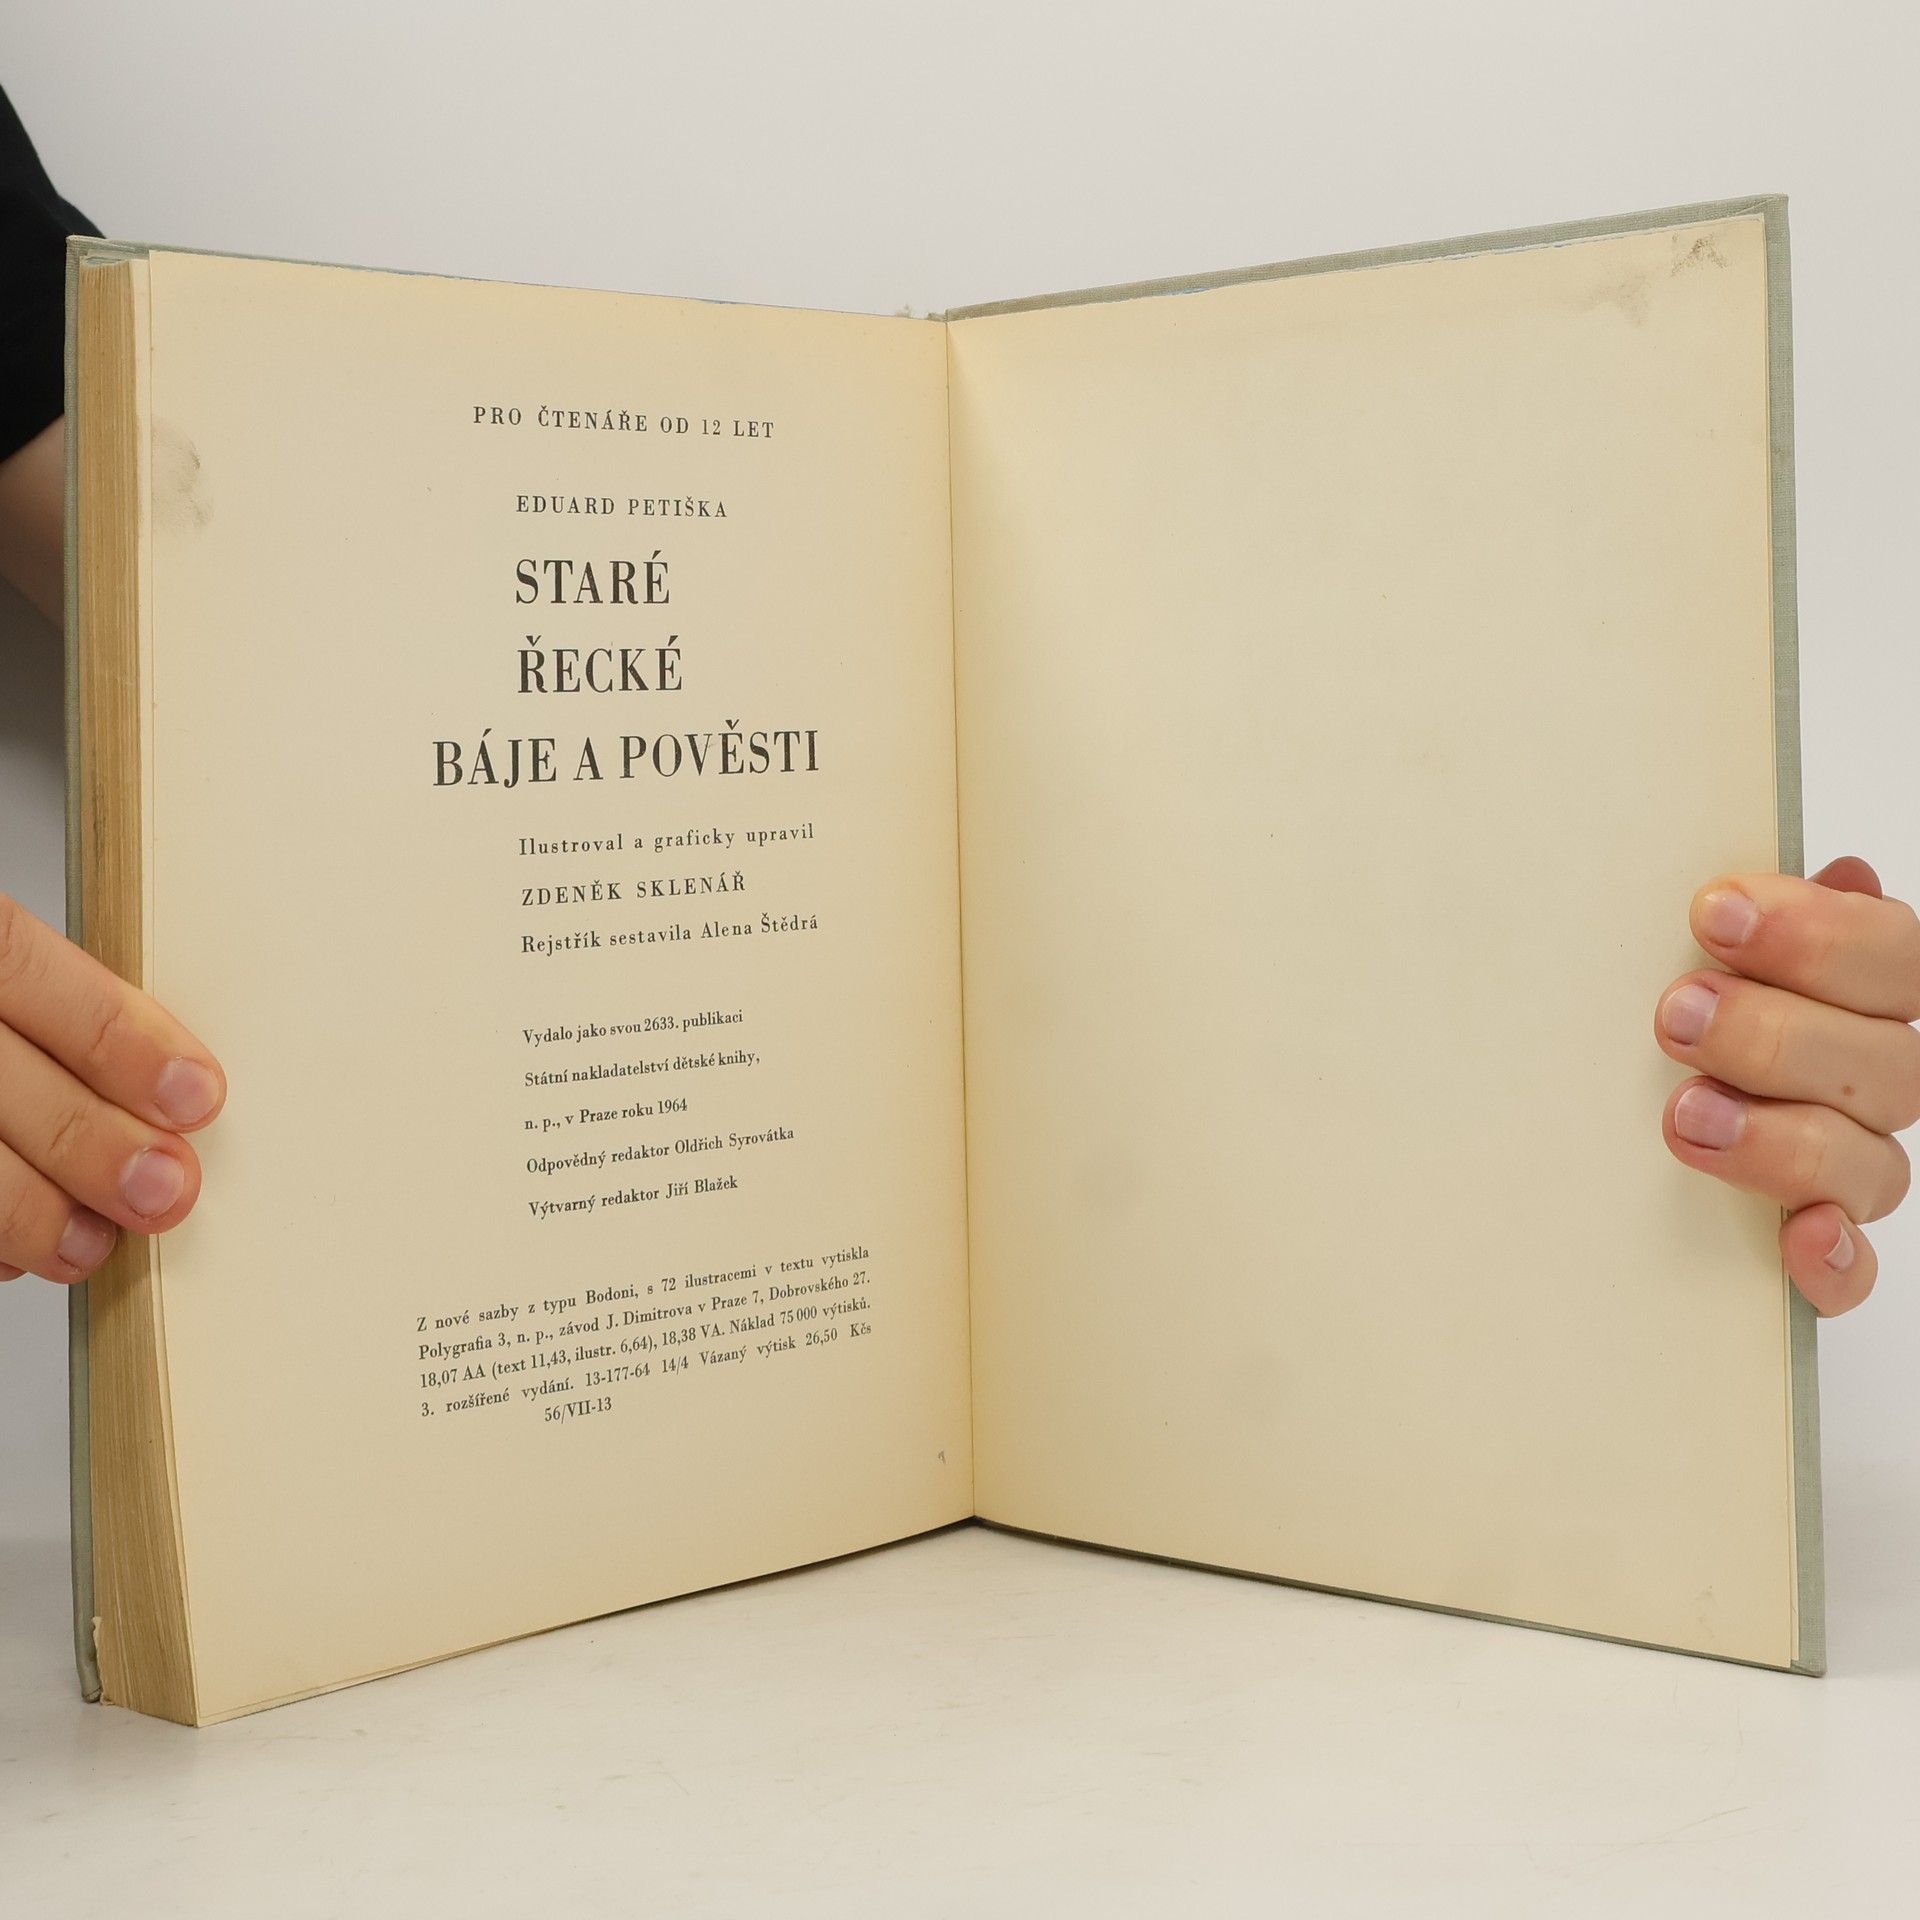 PRO ČTENÁŘE OD 12 LET
EDUARD PETIŠKA
STARÉ
ŘECKÉ
BÁJE A POVĚSTI
Ilustroval a graficky upravil
ZDENĚK SKLENÁŘ
Rejstřík sestavila Alena Štědrá
Vydalo jako svou 2633. publikaci
Státní nakladatelství dětské knihy,
n. p., v Praze roku 1964
Odpovědný redaktor Oldřich Syrovátka
Výtvarný redaktor Jiří Blažek
Z nové sazby z typu Bodoni, s 72 ilustracemi v textu vytiskla
Polygrafia 3, n. p., závod J. Dimitrova v Praze 7, Dobrovského 27.
18,07 AA (text 11,43, ilustr. 6,64), 18,38 VA. Náklad 75 000 výtisků.
3. rozšířené vydání. 13-177-64 14/4 Vázaný výtisk 26,50 Kčs
56/VII-13